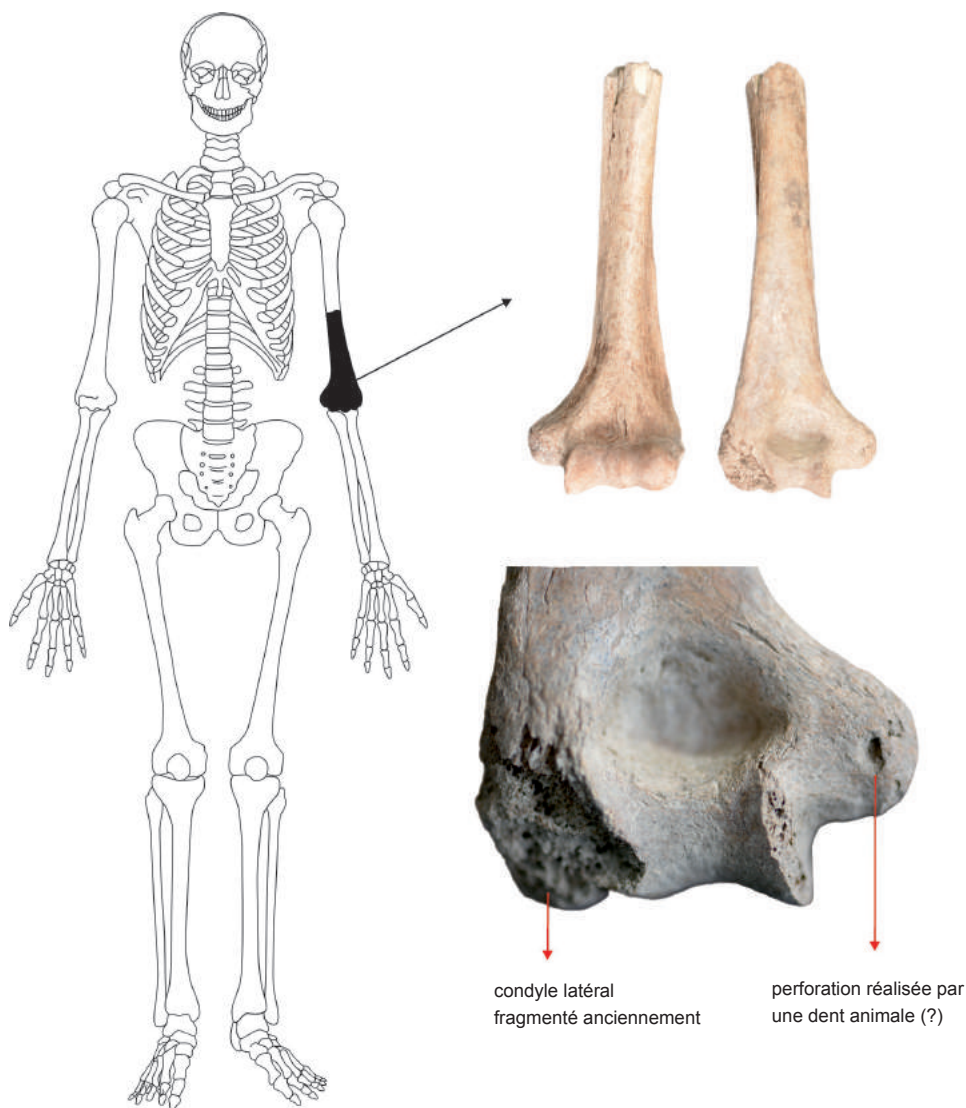 condyle latéral
fragmenté anciennement
perforation réalisée par
une dent animale (?)